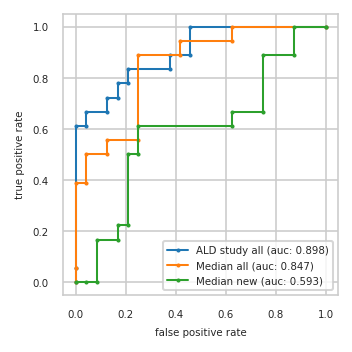 1.0
0.8
0.6
0.4
0.2
0.0
true positive rate
ALD study all (auc: 0.898)
Median all (auc: 0.847)
Median new (auc: 0.593)
0.0 0.2 0.4 0.6 0.8 1.0
false positive rate